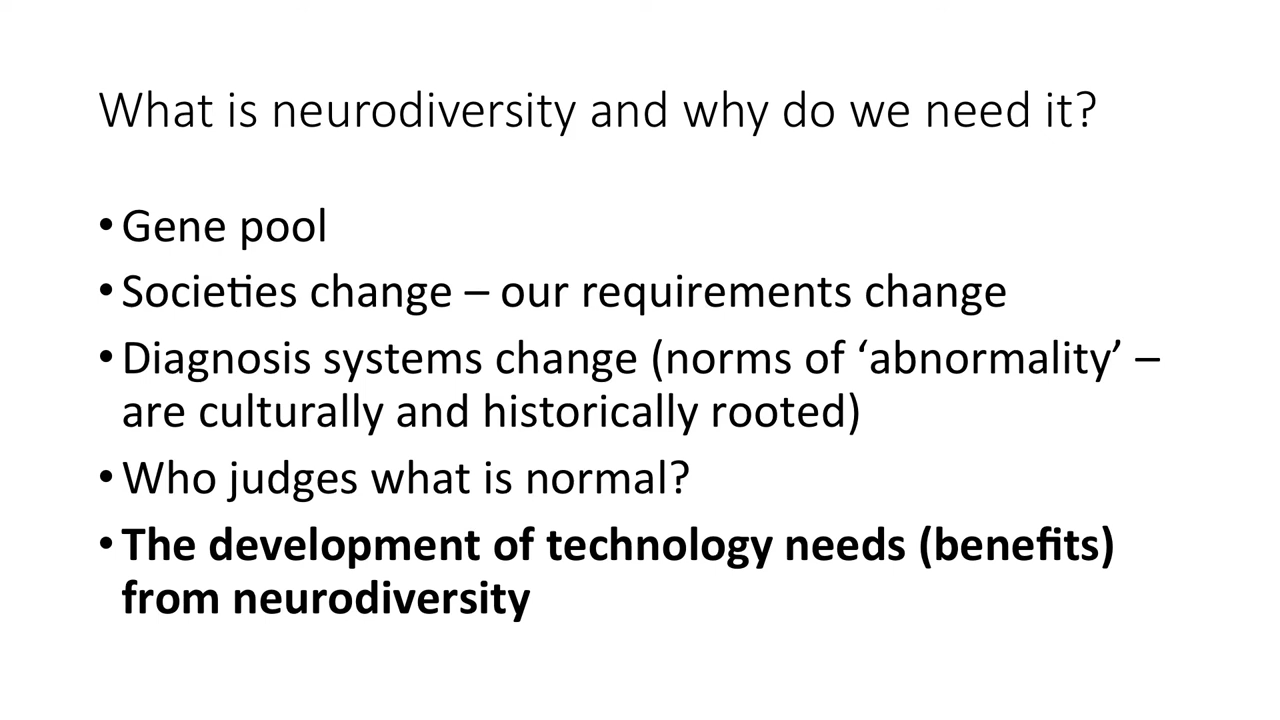 What is neurodiversity and why do we need it?
• Gene pool
• Societies change – our requirements change
• Diagnosis systems change (norms of ‘abnormality’ –
are culturally and historically rooted)
• Who judges what is normal?
• The development of technology needs (benefits)
from neurodiversity